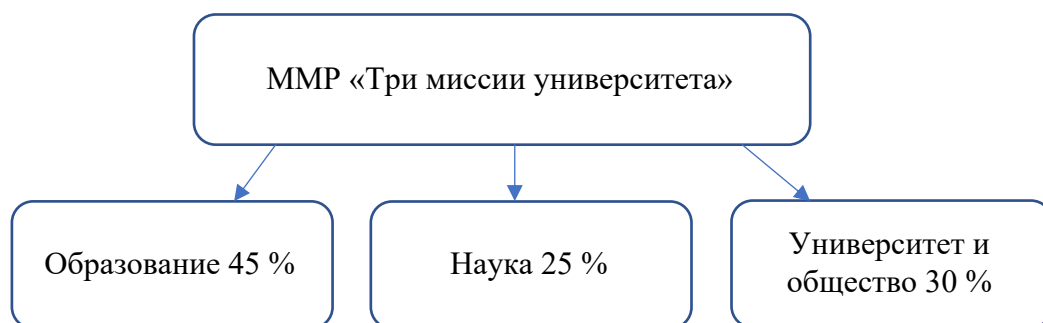 ММР «Три миссии университета»
Образование 45 %
Наука 25 %
Университет и
общество 30 %